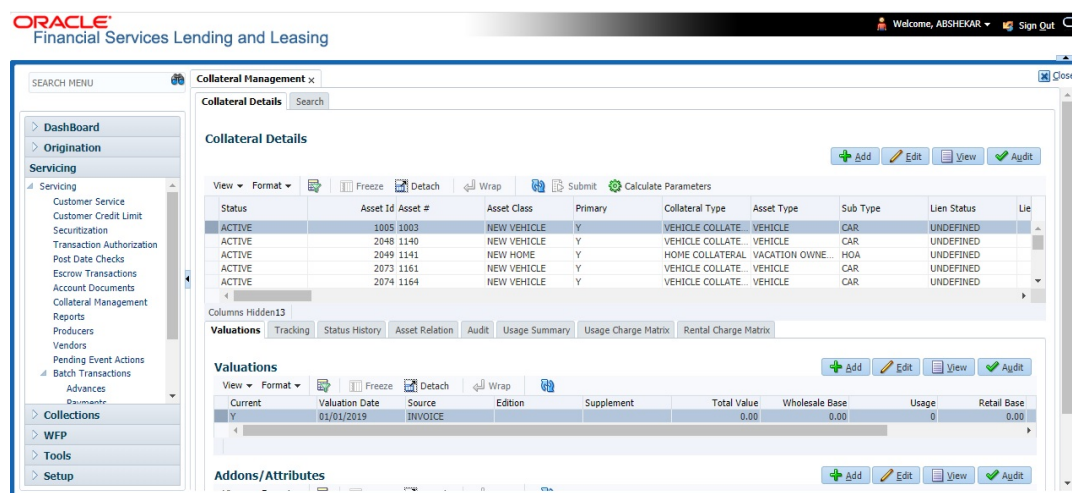 ORACLE'
Financial Services Lending and Leasing
Welcome, ABSHEKAR Sign Out
SEARCH MENU
Collateral Management x
Close
Collateral Details Search
DashBoard
Origination
Servicing
Servicing
Customer Service
Customer Credit Limit
Securitization
Transaction Authorization
Post Date Checks
Escrow Transactions
Account Documents
Collateral Management
Reports
Producers
Vendors
Pending Event Actions
Batch Transactions
Advances
Payments
Collections
WFP
Tools
Setup
Collateral Details
Add Edit View Audit
View Format Freeze Detach Wrap Submit Calculate Parameters
Status Asset Id Asset # Asset Class Primary Collateral Type Asset Type Sub Type Lien Status Lie
ACTIVE 1005 1003 NEW VEHICLE Y VEHICLE COLLATE... VEHICLE CAR UNDEFINED
ACTIVE 2048 1140 NEW VEHICLE Y VEHICLE COLLATE... VEHICLE CAR UNDEFINED
ACTIVE 2049 1141 NEW HOME Y HOME COLLATERAL VACATION OWNE... HOA UNDEFINED
ACTIVE 2073 1161 NEW VEHICLE Y VEHICLE COLLATE... VEHICLE CAR UNDEFINED
ACTIVE 2074 1164 NEW VEHICLE Y VEHICLE COLLATE... VEHICLE CAR UNDEFINED
Columns Hidden13
Valuations Tracking Status History Asset Relation Audit Usage Summary Usage Charge Matrix Rental Charge Matrix
Valuations
Add Edit View Audit
View Format Freeze Detach Wrap
Current Valuation Date Source Edition Supplement Total Value Wholesale Base Usage Retail Base
Y 01/01/2019 INVOICE 0.00 0.00 0 0.00
Addons/Attributes
Add Edit View Audit